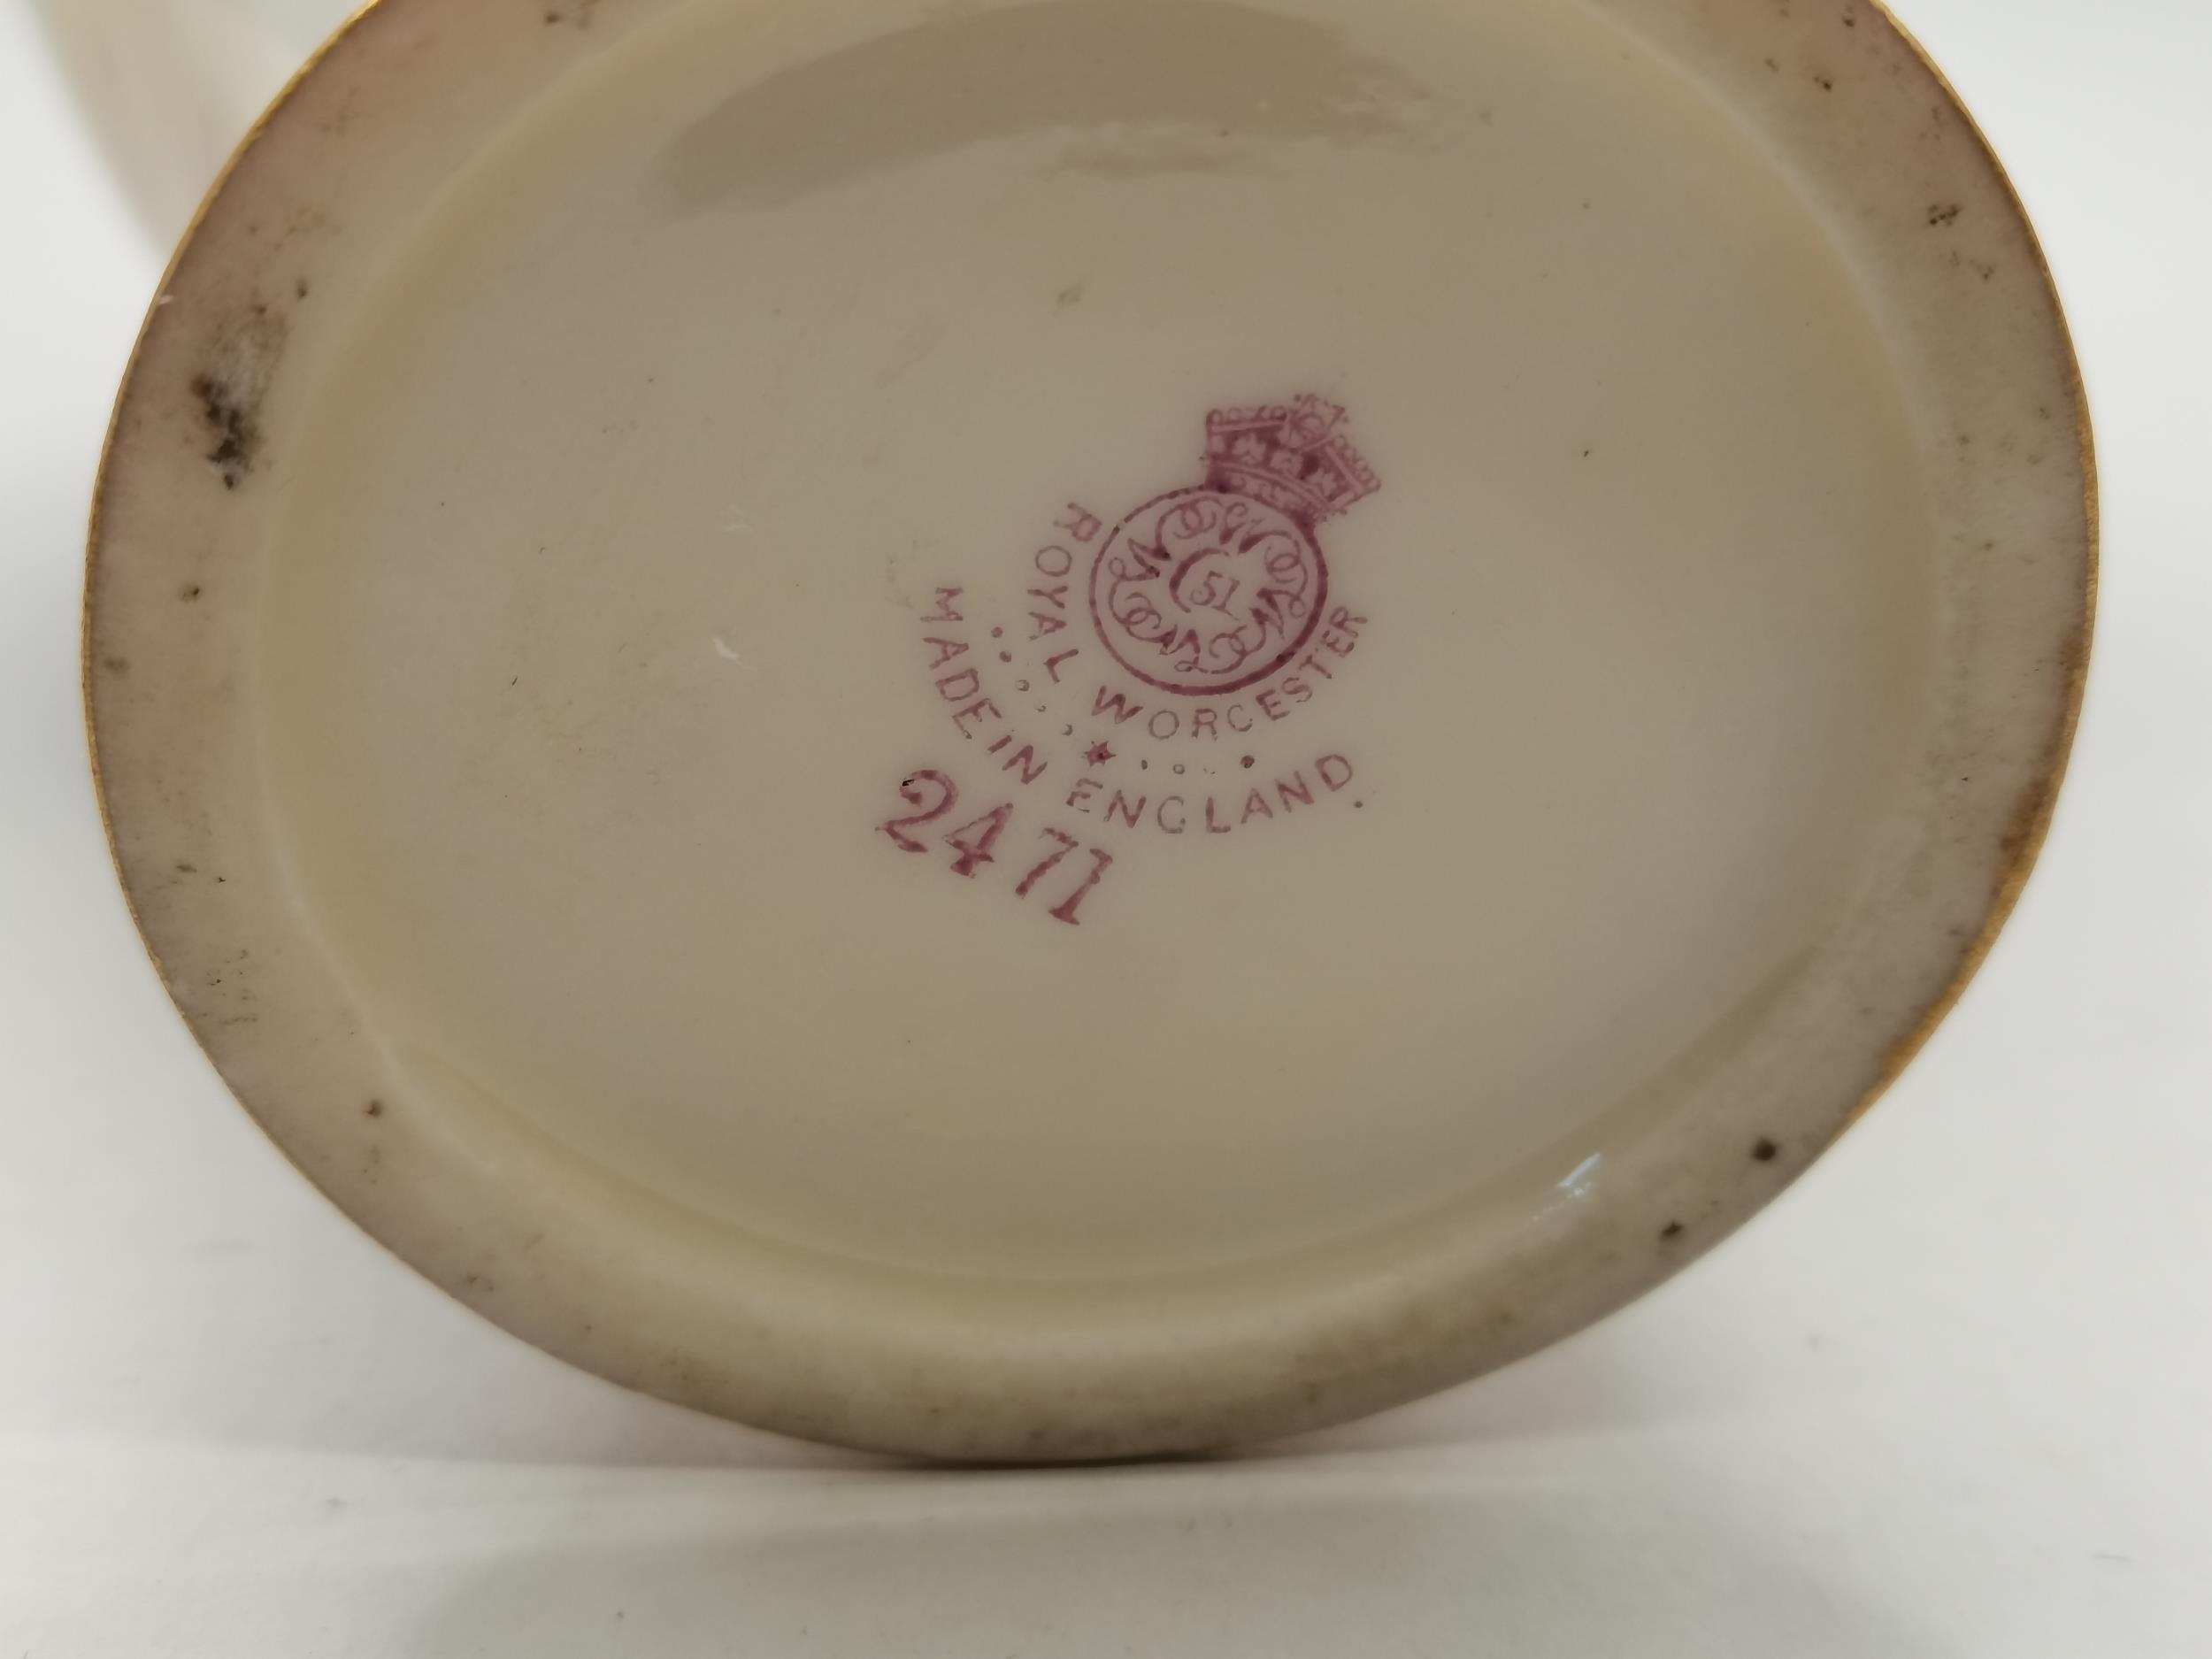 51
ROYAL WORCESTER
MADE IN ENGLAND
2471